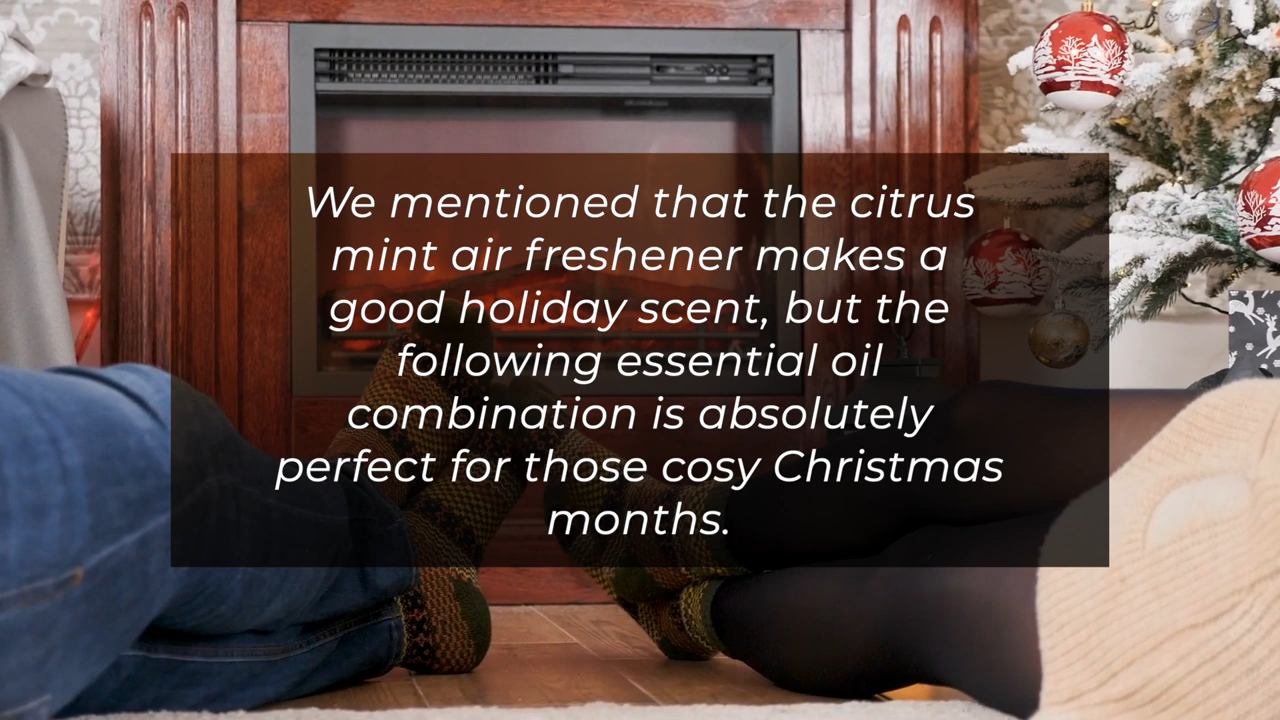 We mentioned that the citrus
mint air freshener makes a
good holiday scent, but the
following essential oil
combination is absolutely
perfect for those cosy Christmas
months.